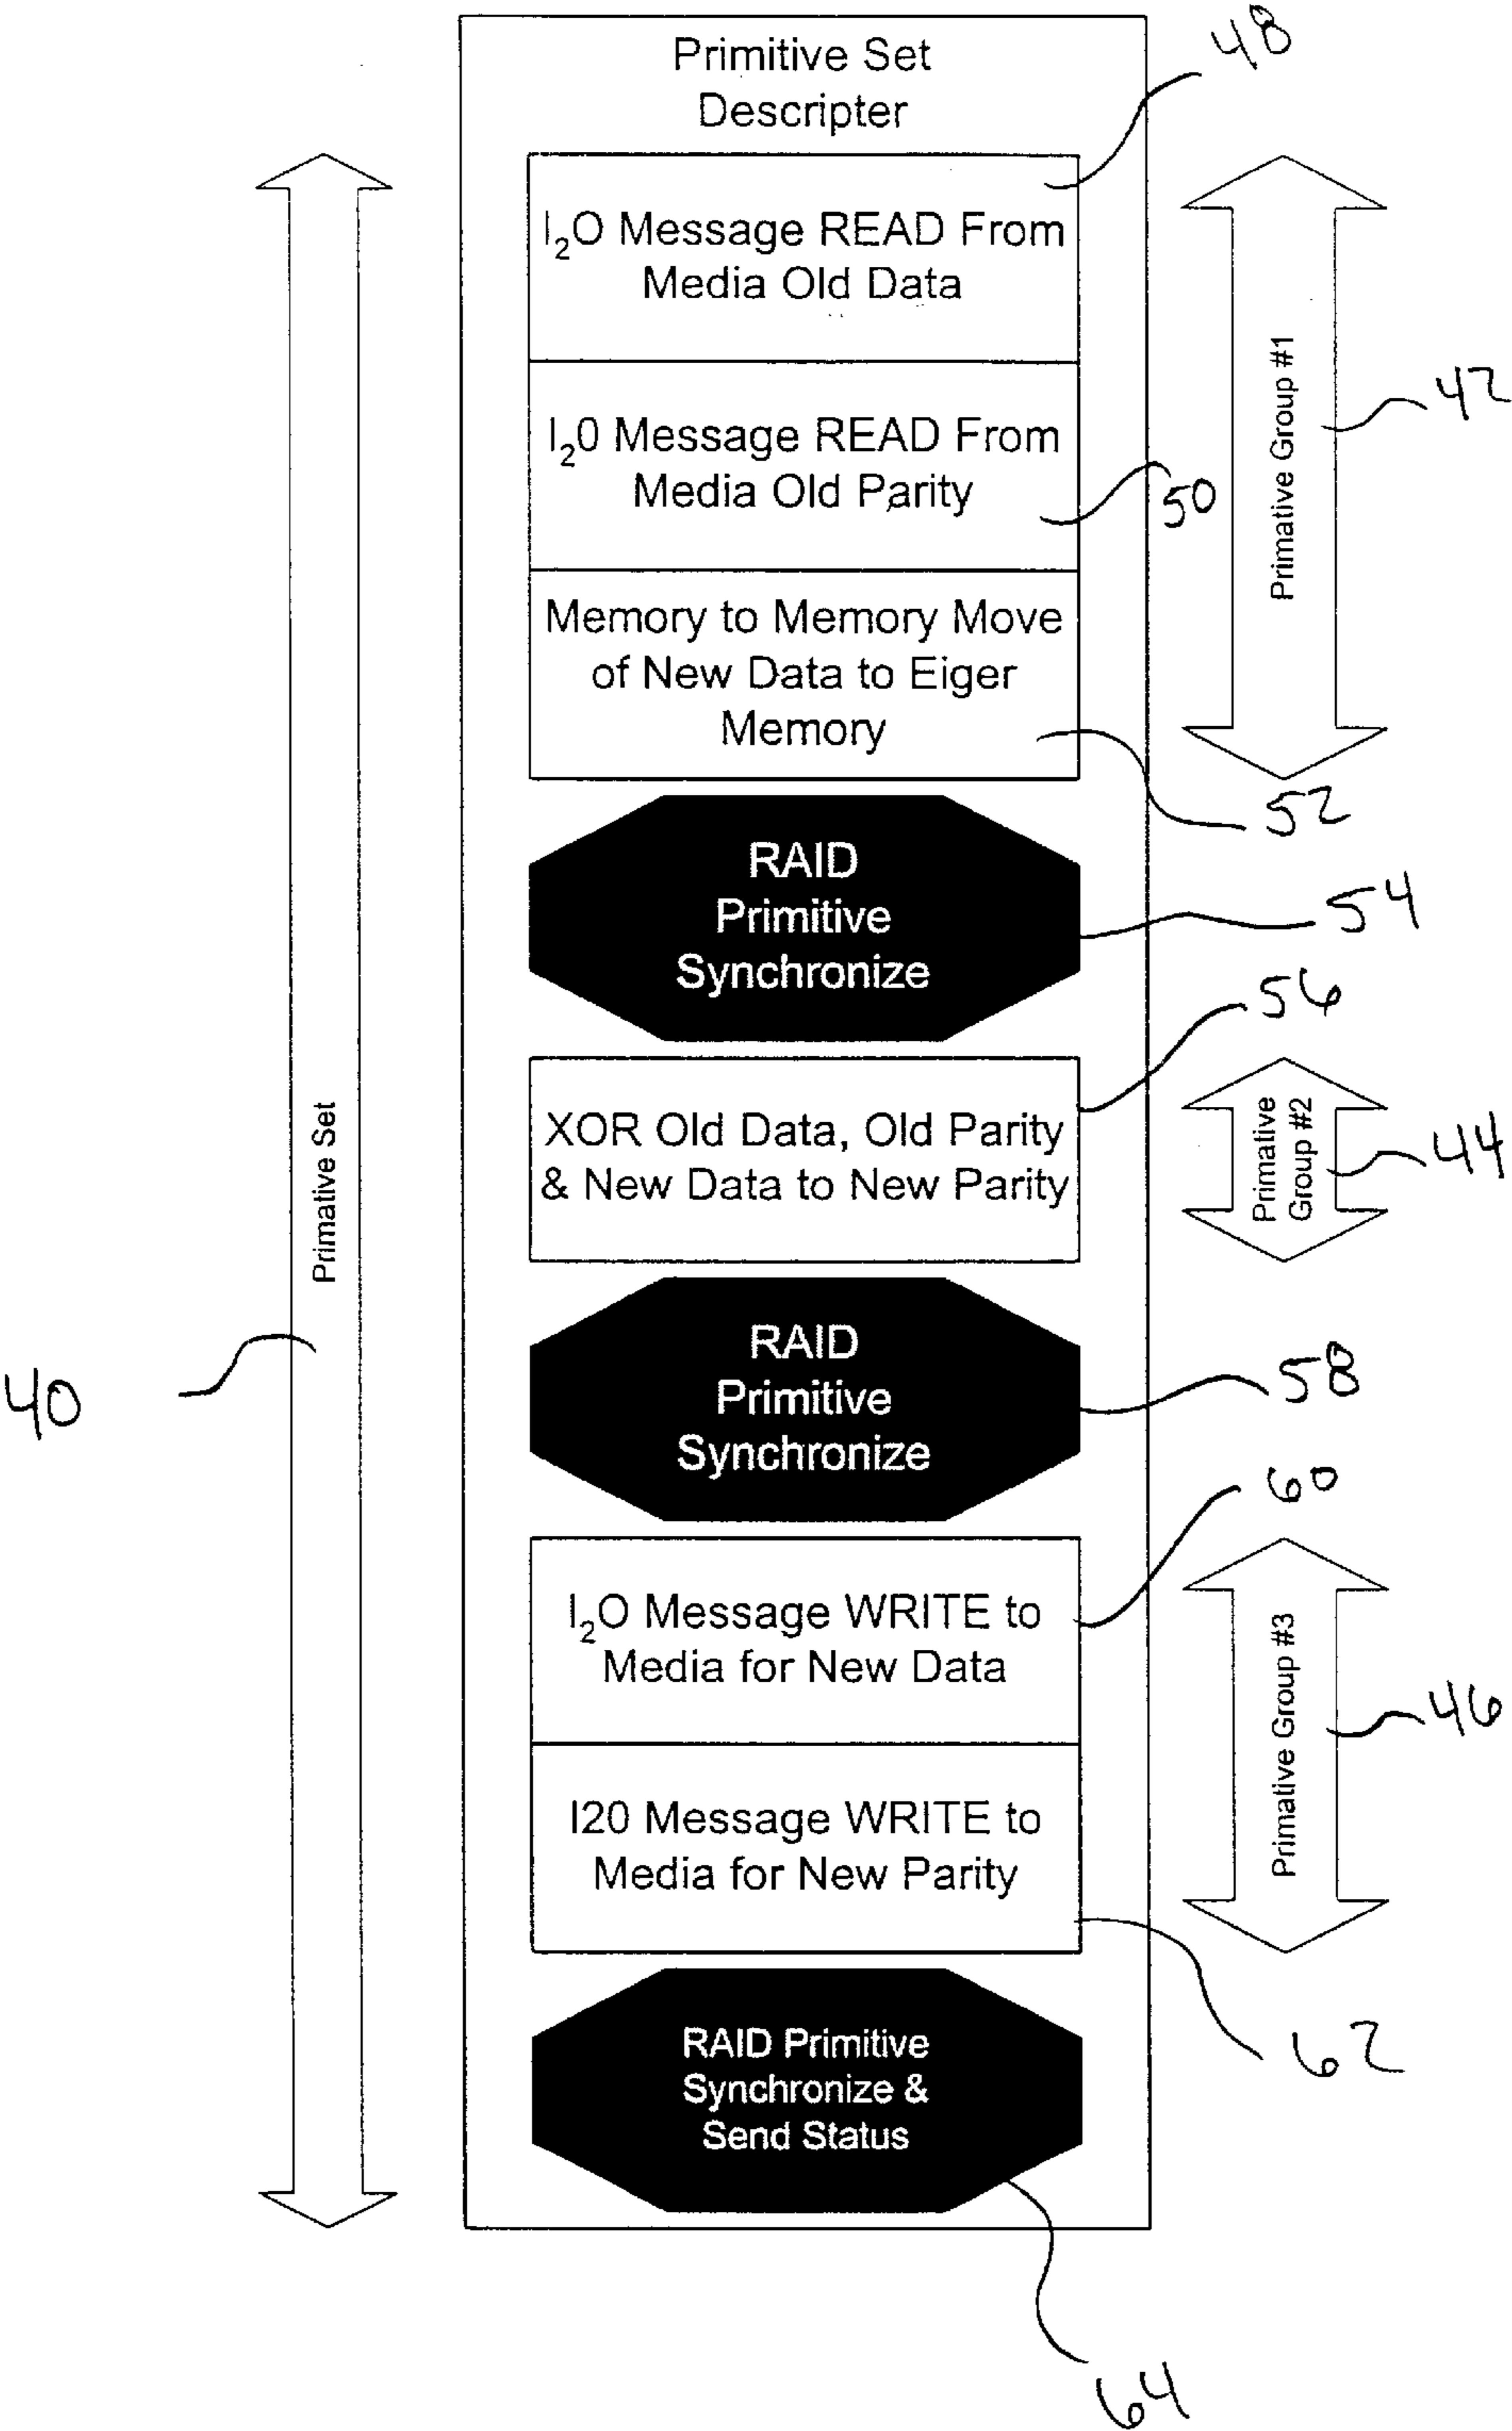 Primitive Set
Descripter
48
I2O Message READ From
Media Old Data
I20 Message READ From
Media Old Parity
50
Primative Group #1
42
Memory to Memory Move
of New Data to Eiger
Memory
52
RAID
Primitive
Synchronize
54
56
XOR Old Data, Old Parity
& New Data to New Parity
Primative
Group #2
44
Primative Set
40
RAID
Primitive
Synchronize
58
60
I2O Message WRITE to
Media for New Data
I20 Message WRITE to
Media for New Parity
Primative Group #3
46
62
RAID Primitive
Synchronize &
Send Status
64